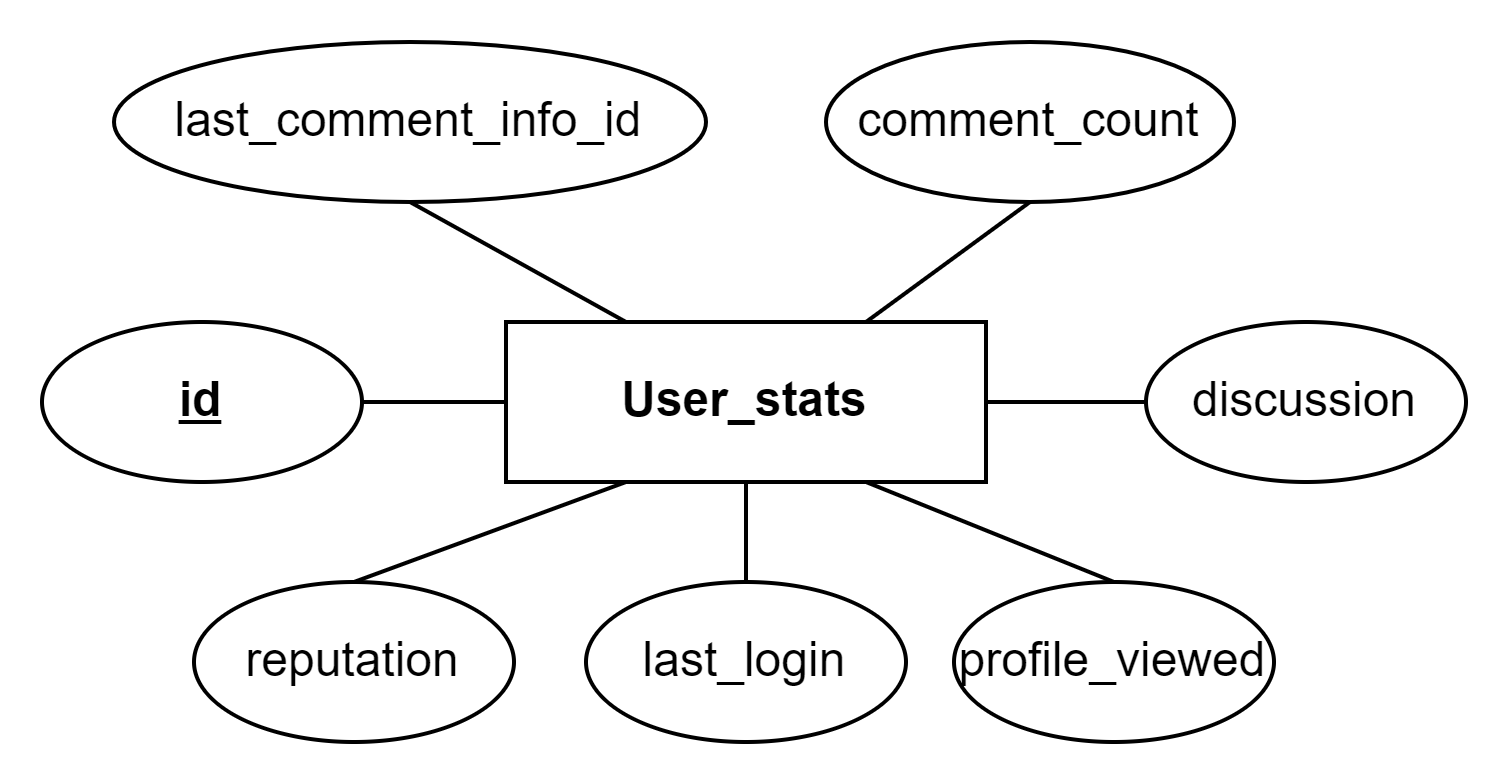 last_comment_info_id
comment_count
id
User_stats
discussion
reputation
last_login
profile_viewed